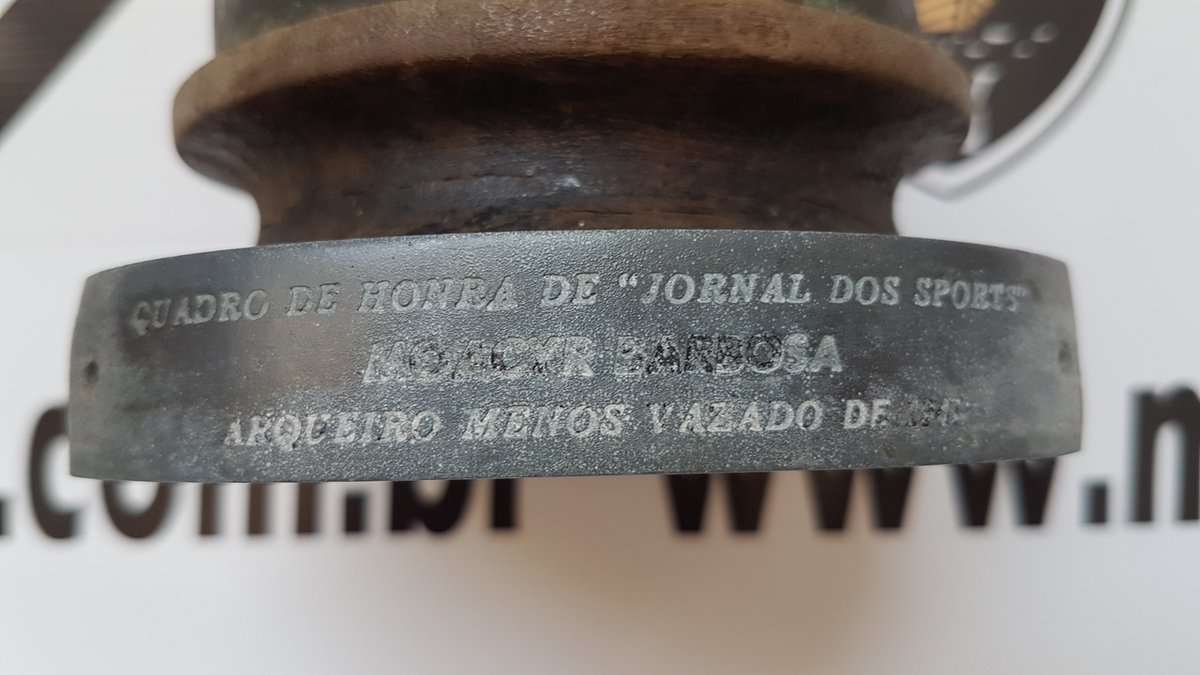 QUADRO DE HONRA DE "JORNAL DOS SPORTS"
MOACYR BARBOSA
ARQUEIRO MENOS VAZADO DE
.com.br www.n